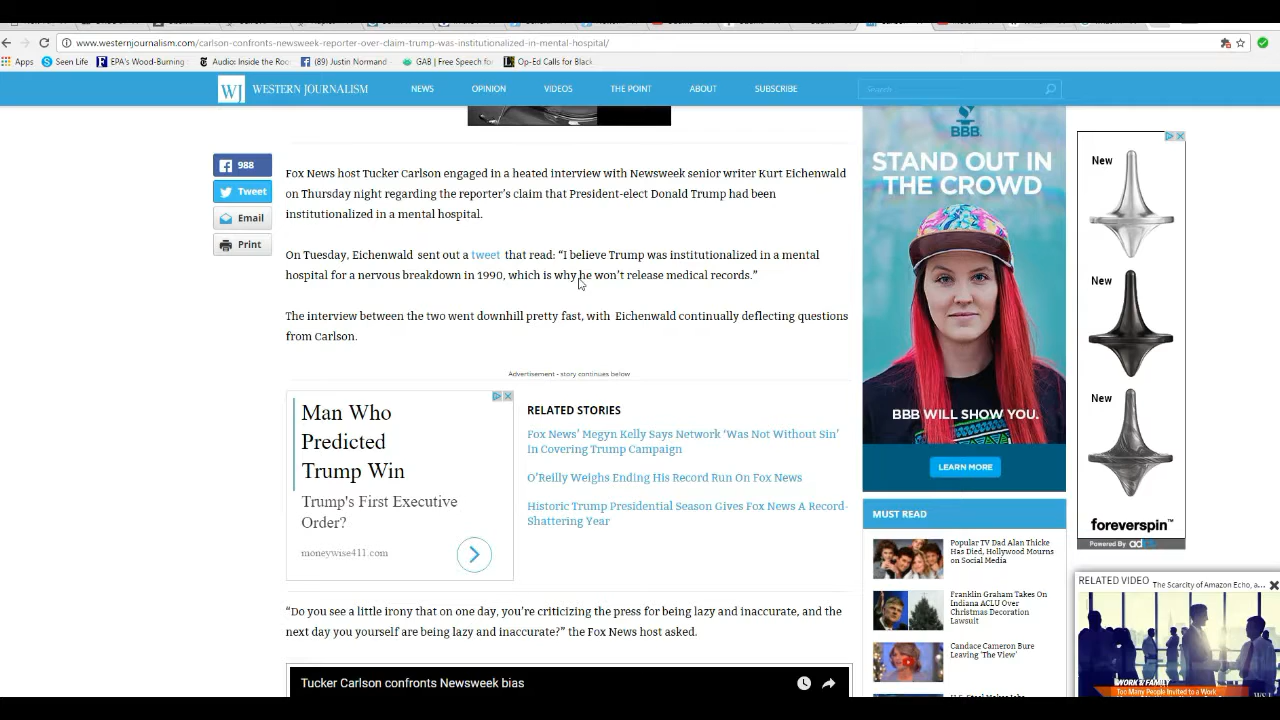 www.westernjournalism.com/carlson-confronts-newsweek-reporter-over-claim-trump-was-institutionalized-in-mental-hospital/
Apps
Seen Life
EPA's Wood-Burning
Audio: Inside the Roo
(89) Justin Normand
GAB | Free Speech for
Op-Ed Calls for Black
WJ WESTERN JOURNALISM
NEWS
OPINION
VIDEOS
THE POINT
ABOUT
SUBSCRIBE
Search...
988
Tweet
Email
Print
Fox News host Tucker Carlson engaged in a heated interview with Newsweek senior writer Kurt Eichenwald
on Thursday night regarding the reporter's claim that President-elect Donald Trump had been
institutionalized in a mental hospital.
On Tuesday, Eichenwald sent out a tweet that read: “I believe Trump was institutionalized in a mental
hospital for a nervous breakdown in 1990, which is why he won't release medical records.”
The interview between the two went downhill pretty fast, with Eichenwald continually deflecting questions
from Carlson.
Advertisement - story continues below
Man Who
Predicted
Trump Win
Trump's First Executive
Order?
moneywise411.com
RELATED STORIES
Fox News' Megyn Kelly Says Network ‘Was Not Without Sin’
In Covering Trump Campaign
O'Reilly Weighs Ending His Record Run On Fox News
Historic Trump Presidential Season Gives Fox News A Record-
Shattering Year
“Do you see a little irony that on one day, you're criticizing the press for being lazy and inaccurate, and the
next day you yourself are being lazy and inaccurate?” the Fox News host asked.
Tucker Carlson confronts Newsweek bias
BBB
STAND OUT IN
THE CROWD
BBB WILL SHOW YOU.
LEARN MORE
MUST READ
Popular TV Dad Alan Thicke
Has Died, Hollywood Mourns
on Social Media
Franklin Graham Takes On
Indiana ACLU Over
Christmas Decoration
Lawsuit
Candace Cameron Bure
Leaving ‘The View’
New
New
New
foreverspin™
Powered By
RELATED VIDEO
The Scarcity of Amazon Echo, a...
WORK & FAMILY
Too Many People Invited to a Work